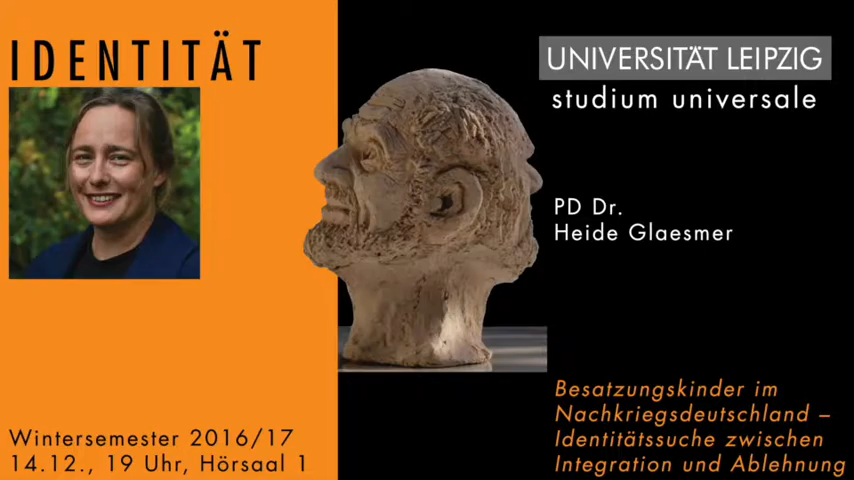 IDENTITÄT
UNIVERSITÄT LEIPZIG
studium universale
PD Dr.
Heide Glaesmer
Besatzungskinder im
Nachkriegsdeutschland –
Identitätssuche zwischen
Integration und Ablehnung
Wintersemester 2016/17
14.12., 19 Uhr, Hörsaal 1